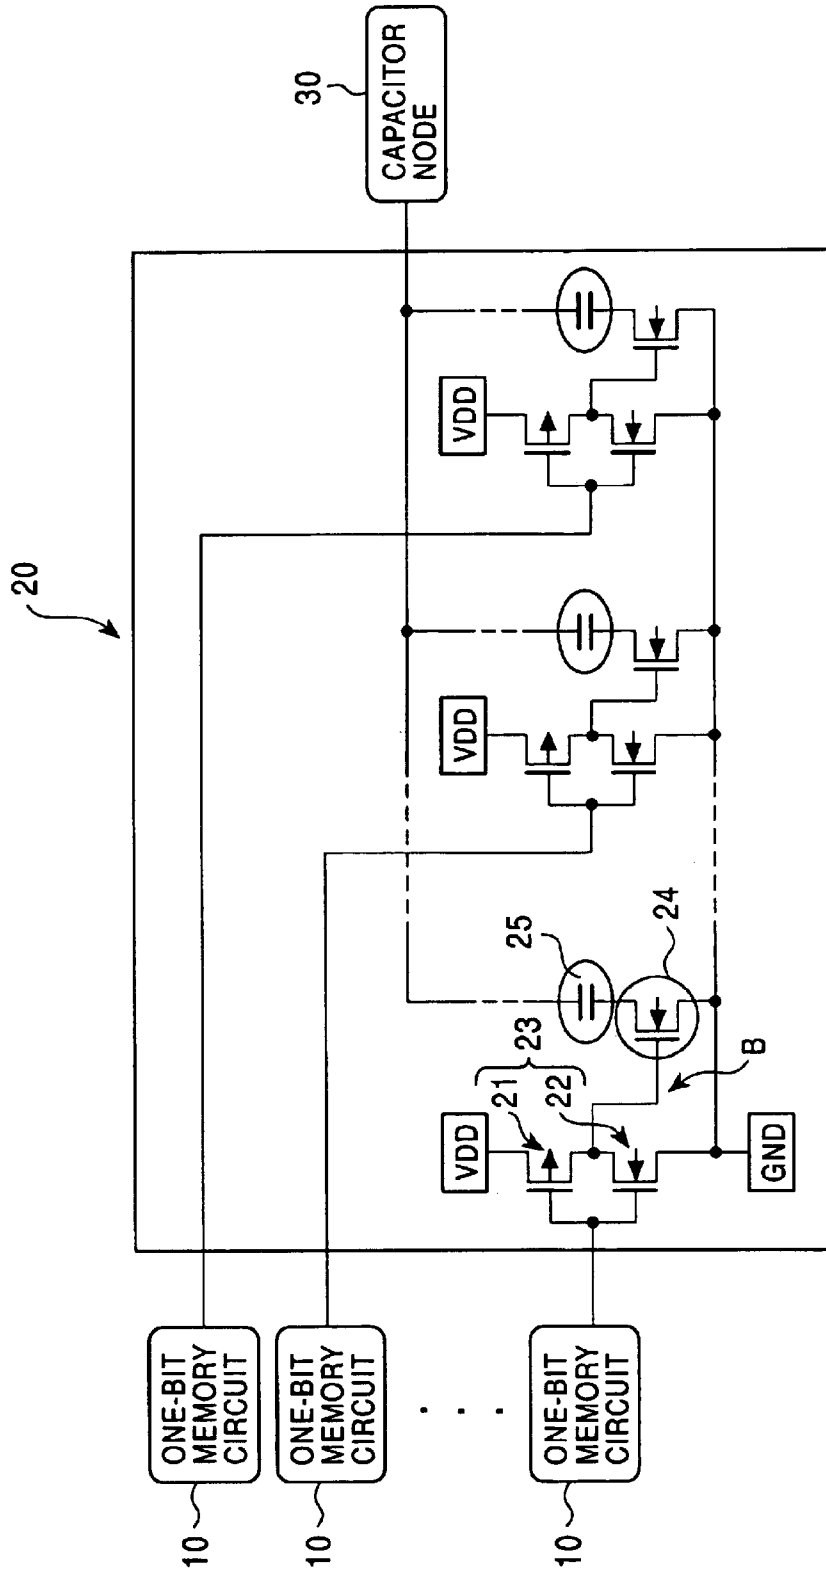 20
30
CAPACITOR
NODE
10
ONE-BIT
MEMORY
CIRCUIT
10
ONE-BIT
MEMORY
CIRCUIT
. . .
10
ONE-BIT
MEMORY
CIRCUIT
VDD
21
22
23
25
24
B
GND
VDD
VDD